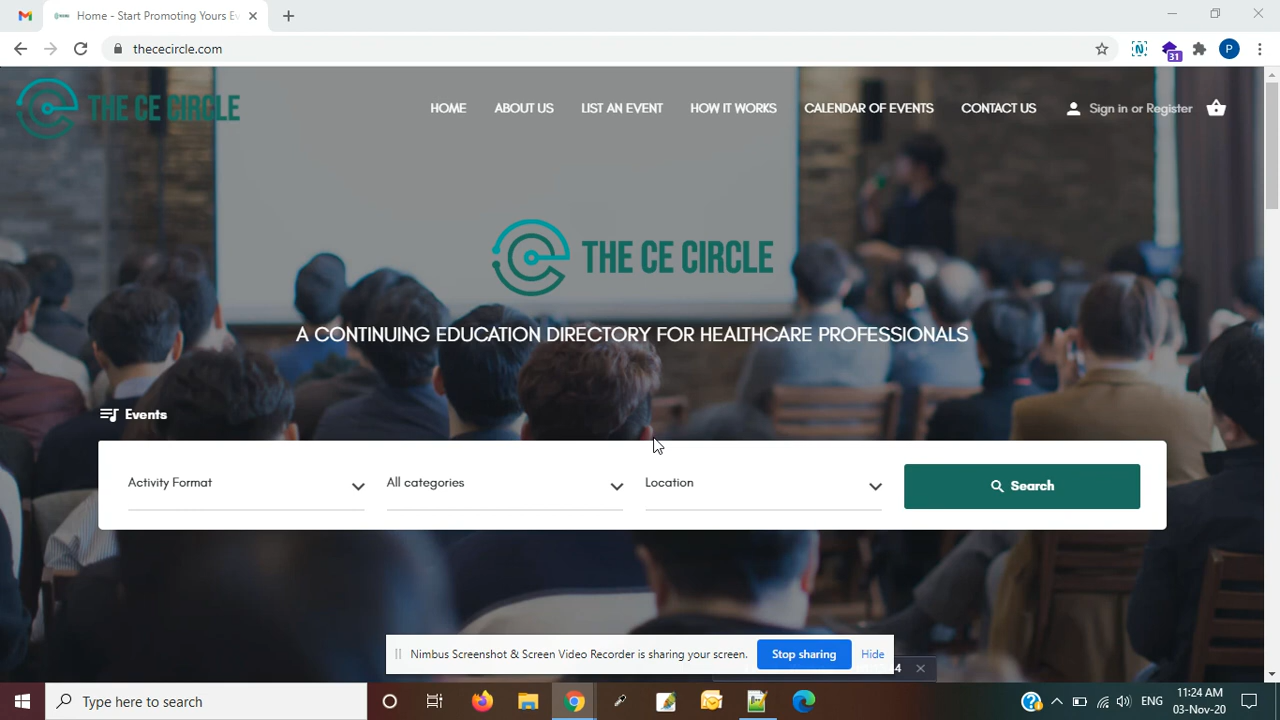 Home - Start Promoting Yours Ev
thececircle.com
31
P
THE CE CIRCLE
HOME ABOUT US LIST AN EVENT HOW IT WORKS CALENDAR OF EVENTS CONTACT US Sign in or Register
THE CE CIRCLE
A CONTINUING EDUCATION DIRECTORY FOR HEALTHCARE PROFESSIONALS
Events
Activity Format All categories Location Search
Nimbus Screenshot & Screen Video Recorder is sharing your screen. Stop sharing Hide
4
Type here to search
ENG
11:24 AM
03-Nov-20